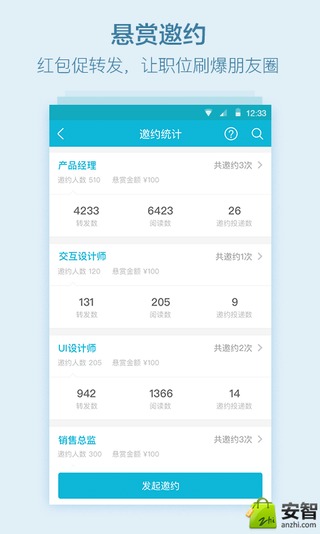 悬赏邀约
红包促转发，让职位刷爆朋友圈
12:33
邀约统计
产品经理 共邀约3次
邀约人数 510 悬赏金额 ¥100
4233 6423 26
转发数 阅读数 邀约投递数
交互设计师 共邀约1次
邀约人数 120 悬赏金额 ¥100
131 205 9
转发数 阅读数 邀约投递数
UI设计师 共邀约2次
邀约人数 205 悬赏金额 ¥100
942 1366 14
转发数 阅读数 邀约投递数
销售总监 共邀约3次
邀约人数 300 悬赏金额 ¥100
发起邀约
安智
anzhi.com
Zhi